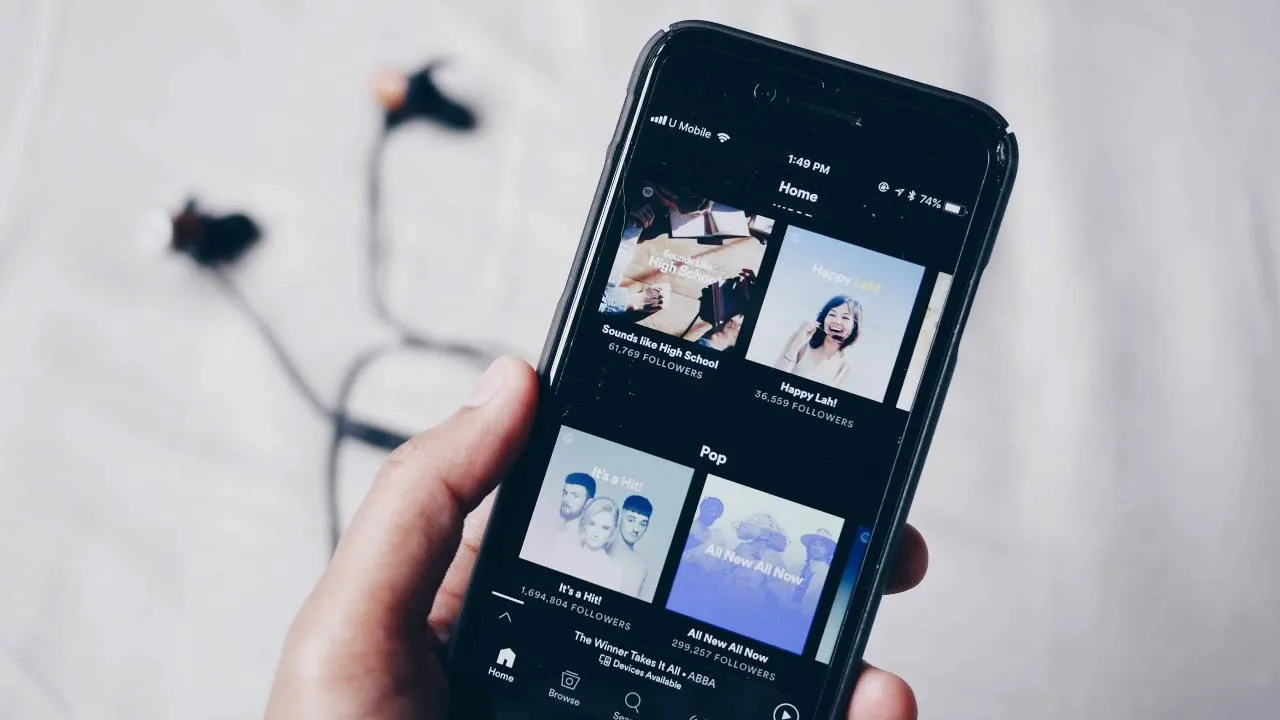 U Mobile
1:49 PM
74%
Home
Sounds Like
High School
Happy Lah!
Sounds like High School
61,769 FOLLOWERS
Happy Lah!
36,559 FOLLOWERS
Pop
It's a Hit!
All New All Now
It's a Hit!
1,694,804 FOLLOWERS
All New All Now
299,257 FOLLOWERS
The Winner Takes It All • ABBA
Devices Available
Home
Browse